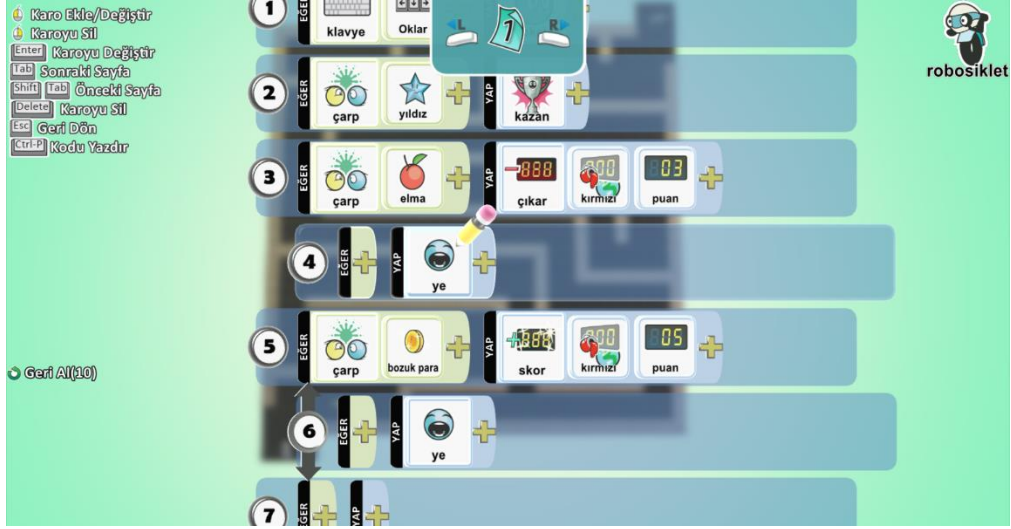 Karo Ekle/Değiştir
Karoyu Sil
Enter Karoyu Değiştir
Tab Sonraki Sayfa
Shift Tab Önceki Sayfa
Delete Karoyu Sil
Esc Geri Dön
Ctrl-P Kodu Yazdır
Geri Al(10)
L 1 R
robosiklet
1 EĞER klavye Oklar
2 EĞER çarp yıldız YAP kazan
3 EĞER çarp elma YAP -888 çıkar 000 kırmızı 03 puan
4 EĞER YAP ye
5 EĞER çarp bozuk para YAP +888 skor 000 kırmızı 05 puan
6 EĞER YAP ye
7 EĞER YAP